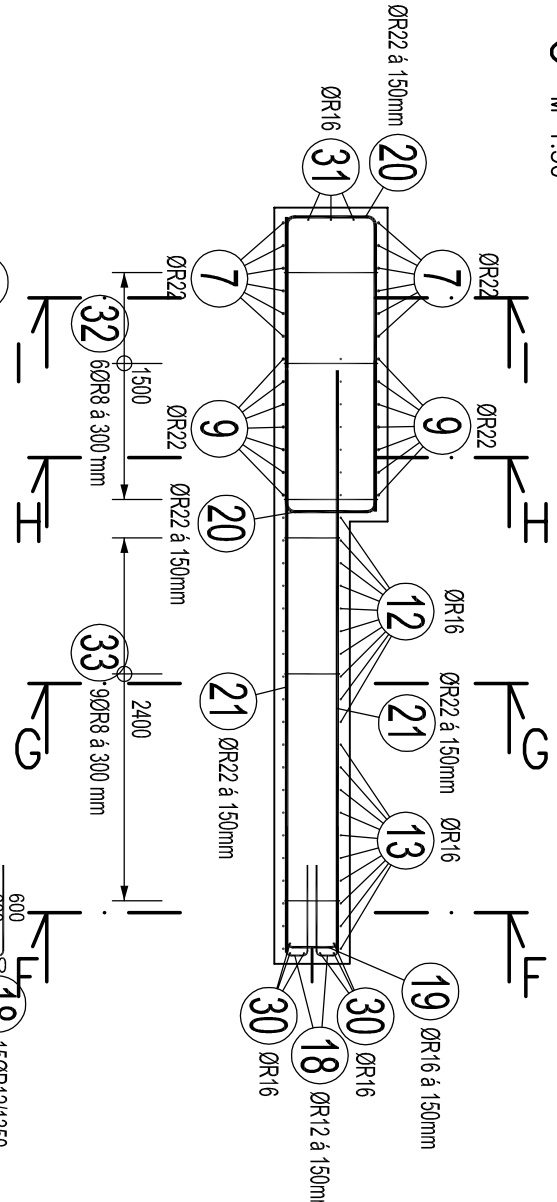 ØR22 á 150mm
20
ØR16
31
7
ØR22
7
ØR22
I
I
32
6ØR8 á 300 mm
1500
9
ØR22
9
ØR22
H
H
20
ØR22 á 150mm
12
ØR16
33
9ØR8 á 300 mm
2400
21
ØR22 á 150mm
21
ØR22 á 150mm
G
G
13
ØR16
F
F
19
ØR16 á 150mm
30
ØR16
30
ØR16
18
ØR12 á 150mm
600
18